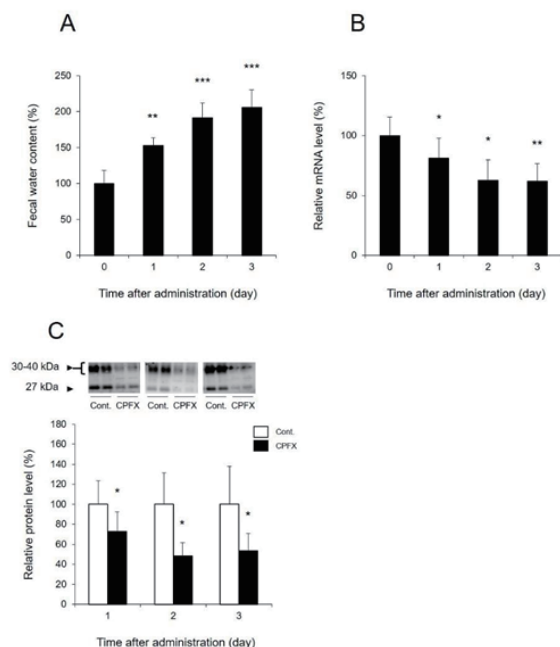 A
Fecal water content (%)
250
200
150
100
50
0
**
***
***
0 1 2 3
Time after administration (day)
B
Relative mRNA level (%)
150
100
50
0
*
*
**
0 1 2 3
Time after administration (day)
C
30-40 kDa
27 kDa
Cont. CPFX Cont. CPFX Cont. CPFX
Cont.
CPFX
Relative protein level (%)
180
160
140
120
100
80
60
40
20
0
*
*
*
1 2 3
Time after administration (day)